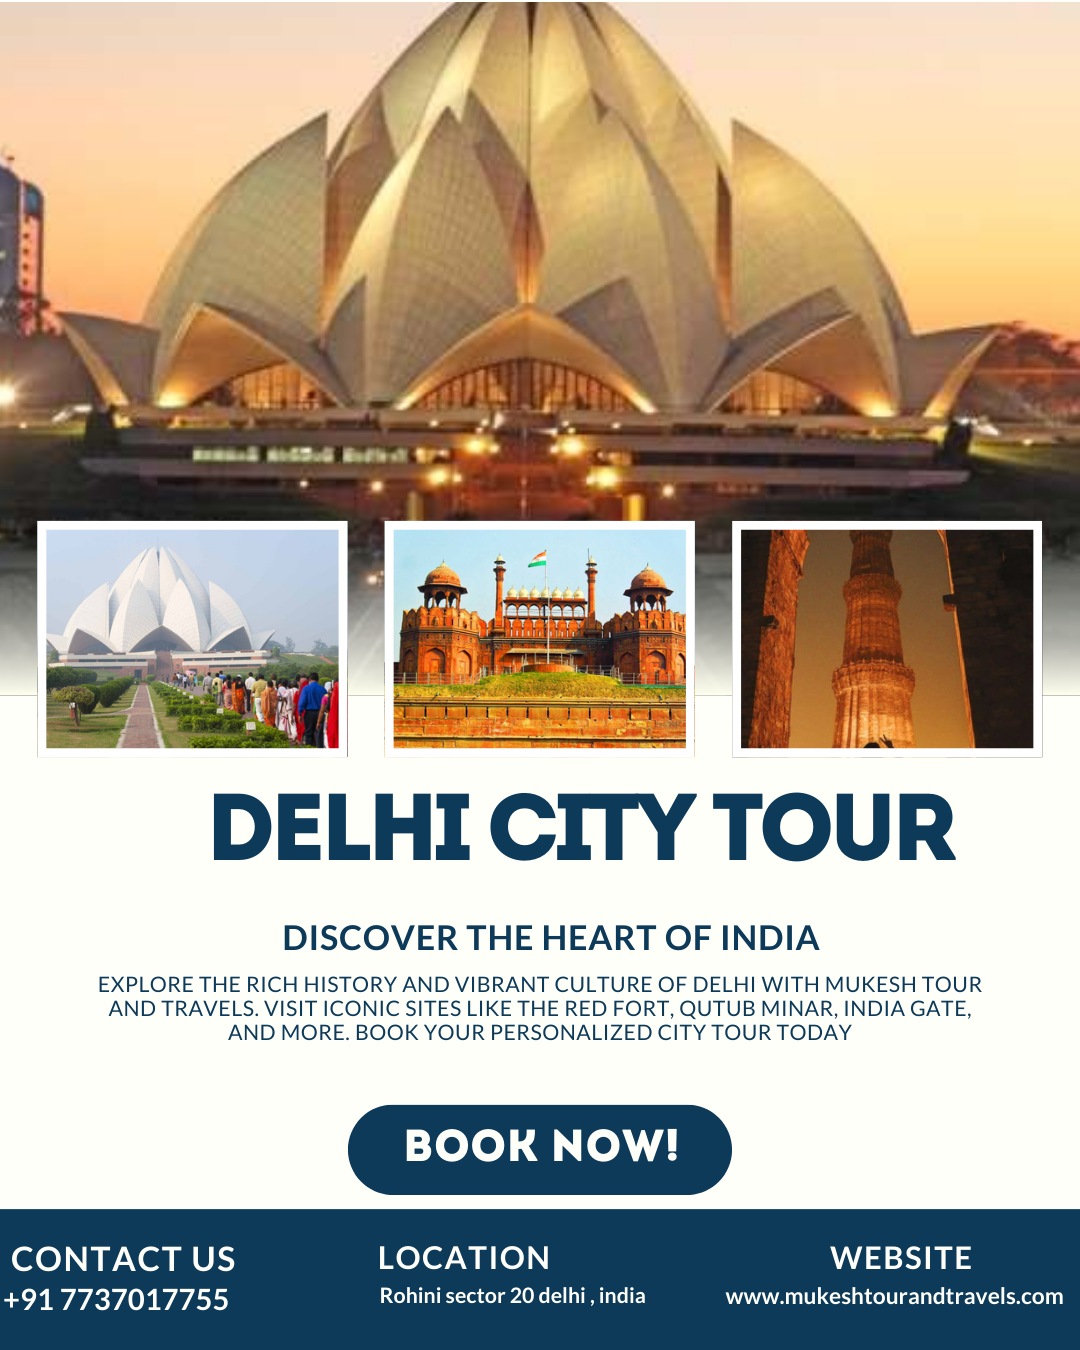 DELHI CITY TOUR
DISCOVER THE HEART OF INDIA
EXPLORE THE RICH HISTORY AND VIBRANT CULTURE OF DELHI WITH MUKESH TOUR
AND TRAVELS. VISIT ICONIC SITES LIKE THE RED FORT, QUTUB MINAR, INDIA GATE,
AND MORE. BOOK YOUR PERSONALIZED CITY TOUR TODAY
BOOK NOW!
CONTACT US
+91 7737017755
LOCATION
Rohini sector 20 delhi , india
WEBSITE
www.mukeshtourandtravels.com